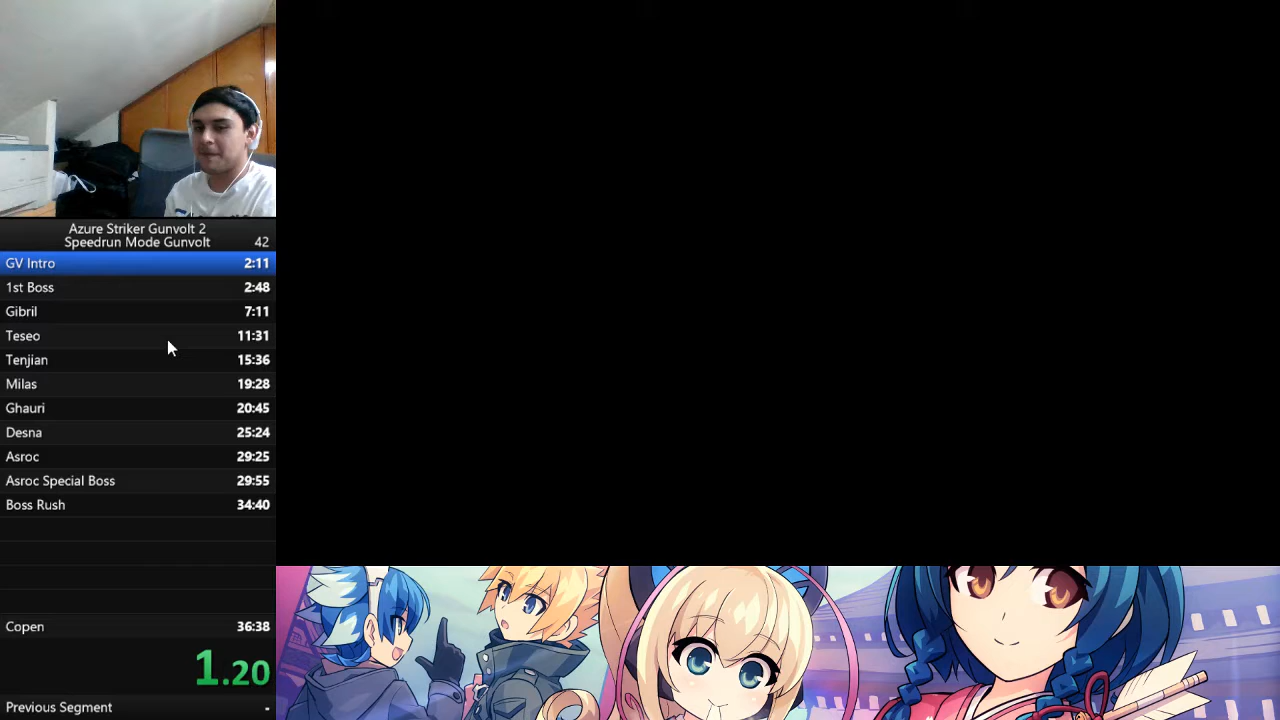 Azure Striker Gunvolt 2
Speedrun Mode Gunvolt 42
GV Intro 2:11
1st Boss 2:48
Gibril 7:11
Teseo 11:31
Tenjian 15:36
Milas 19:28
Ghauri 20:45
Desna 25:24
Asroc 29:25
Asroc Special Boss 29:55
Boss Rush 34:40
Copen 36:38
1.20
Previous Segment -